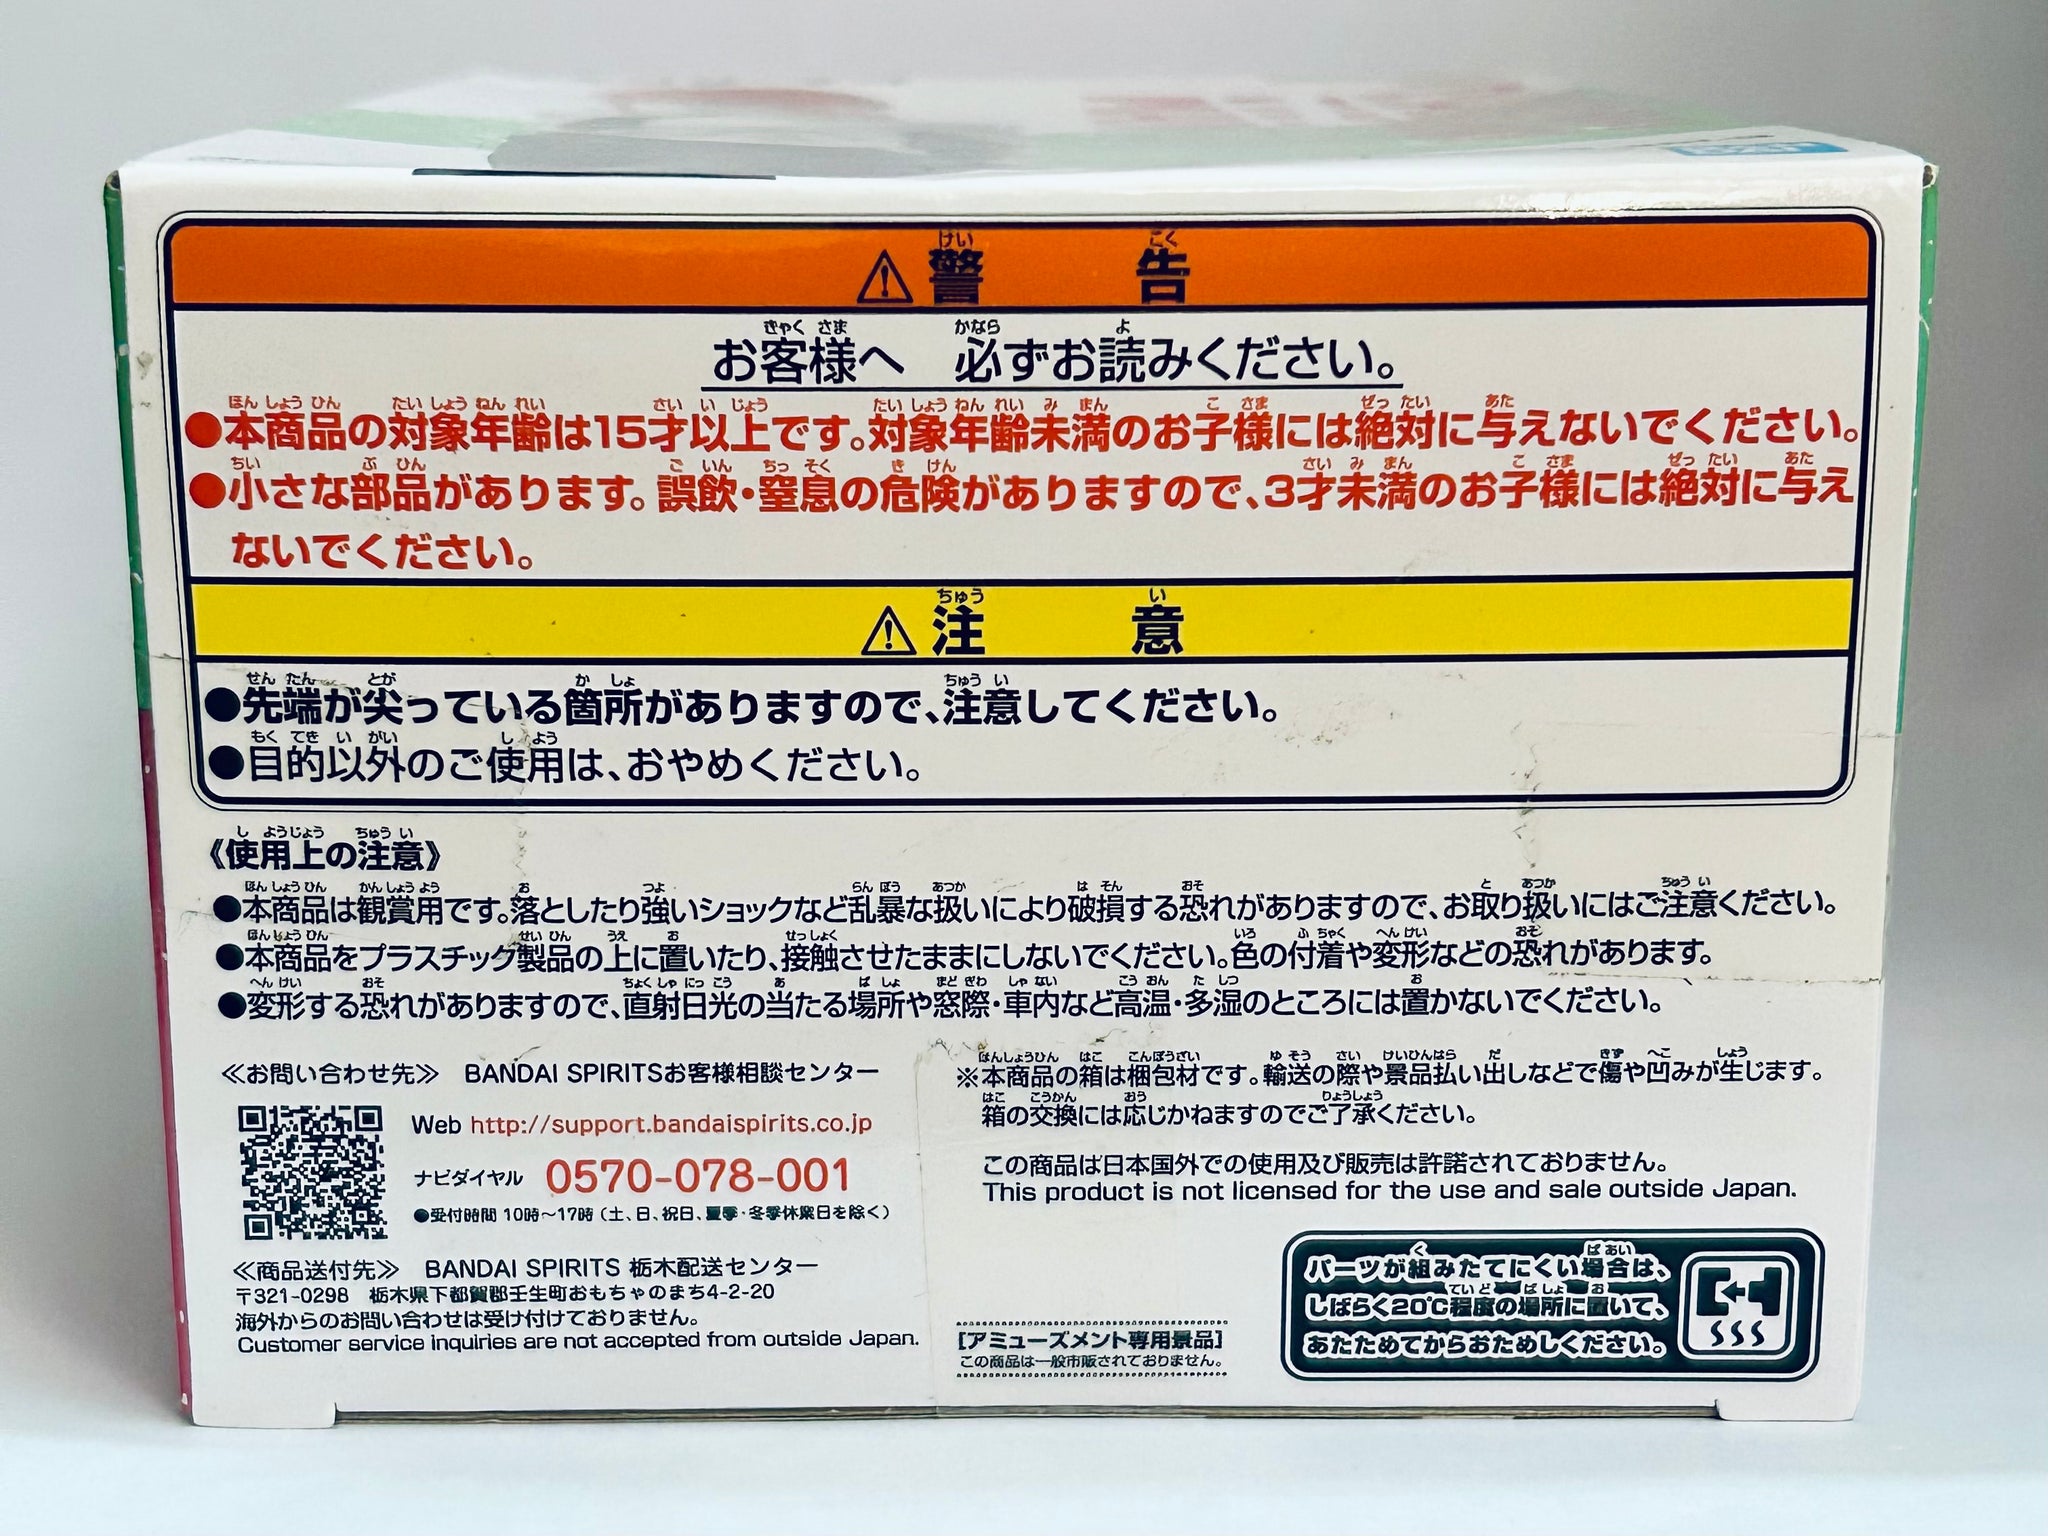 ⚠警告
お客様へ 必ずお読みください。
●本商品の対象年齢は15才以上です。対象年齢未満のお子様には絶対に与えないでください。
●小さな部品があります。誤飲・窒息の危険がありますので、3才未満のお子様には絶対に与え
ないでください。
⚠注意
●先端が尖っている箇所がありますので、注意してください。
●目的以外のご使用は、おやめください。
《使用上の注意》
●本商品は観賞用です。落としたり強いショックなど乱暴な扱いにより破損する恐れがありますので、お取り扱いにはご注意ください。
●本商品をプラスチック製品の上に置いたり、接触させたままにしないでください。色の付着や変形などの恐れがあります。
●変形する恐れがありますので、直射日光の当たる場所や窓際・車内など高温・多湿のところには置かないでください。
≪お問い合わせ先≫ BANDAI SPIRITSお客様相談センター
Web http://support.bandaispirits.co.jp
ナビダイヤル 0570-078-001
●受付時間 10時〜17時（土、日、祝日、夏季・冬季休業日を除く）
≪商品送付先≫ BANDAI SPIRITS 栃木配送センター
〒321-0298 栃木県下都賀郡壬生町おもちゃのまち4-2-20
海外からのお問い合わせは受け付けておりません。
Customer service inquiries are not accepted from outside Japan.
※本商品の箱は梱包材です。輸送の際や景品払い出しなどで傷や凹みが生じます。
箱の交換には応じかねますのでご了承ください。
この商品は日本国外での使用及び販売は許諾されておりません。
This product is not licensed for the use and sale outside Japan.
[アミューズメント専用景品]
この商品は一般市販されておりません。
パーツが組みたてにくい場合は、
しばらく20℃程度の場所に置いて、
あたためてからおためしください。